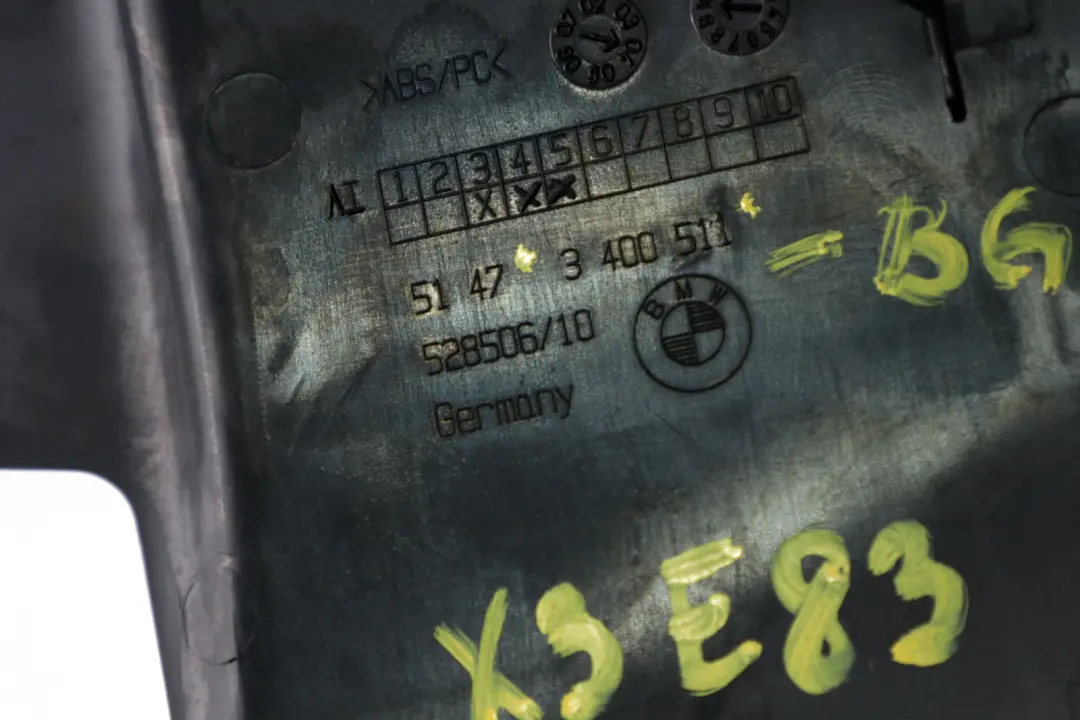 >ABS/PC<
AI 1 2 3 4 5 6 7 8 9 10
X X X
51 47 3 400 511 - BG
528506/10
BMW
Germany
X3 E83